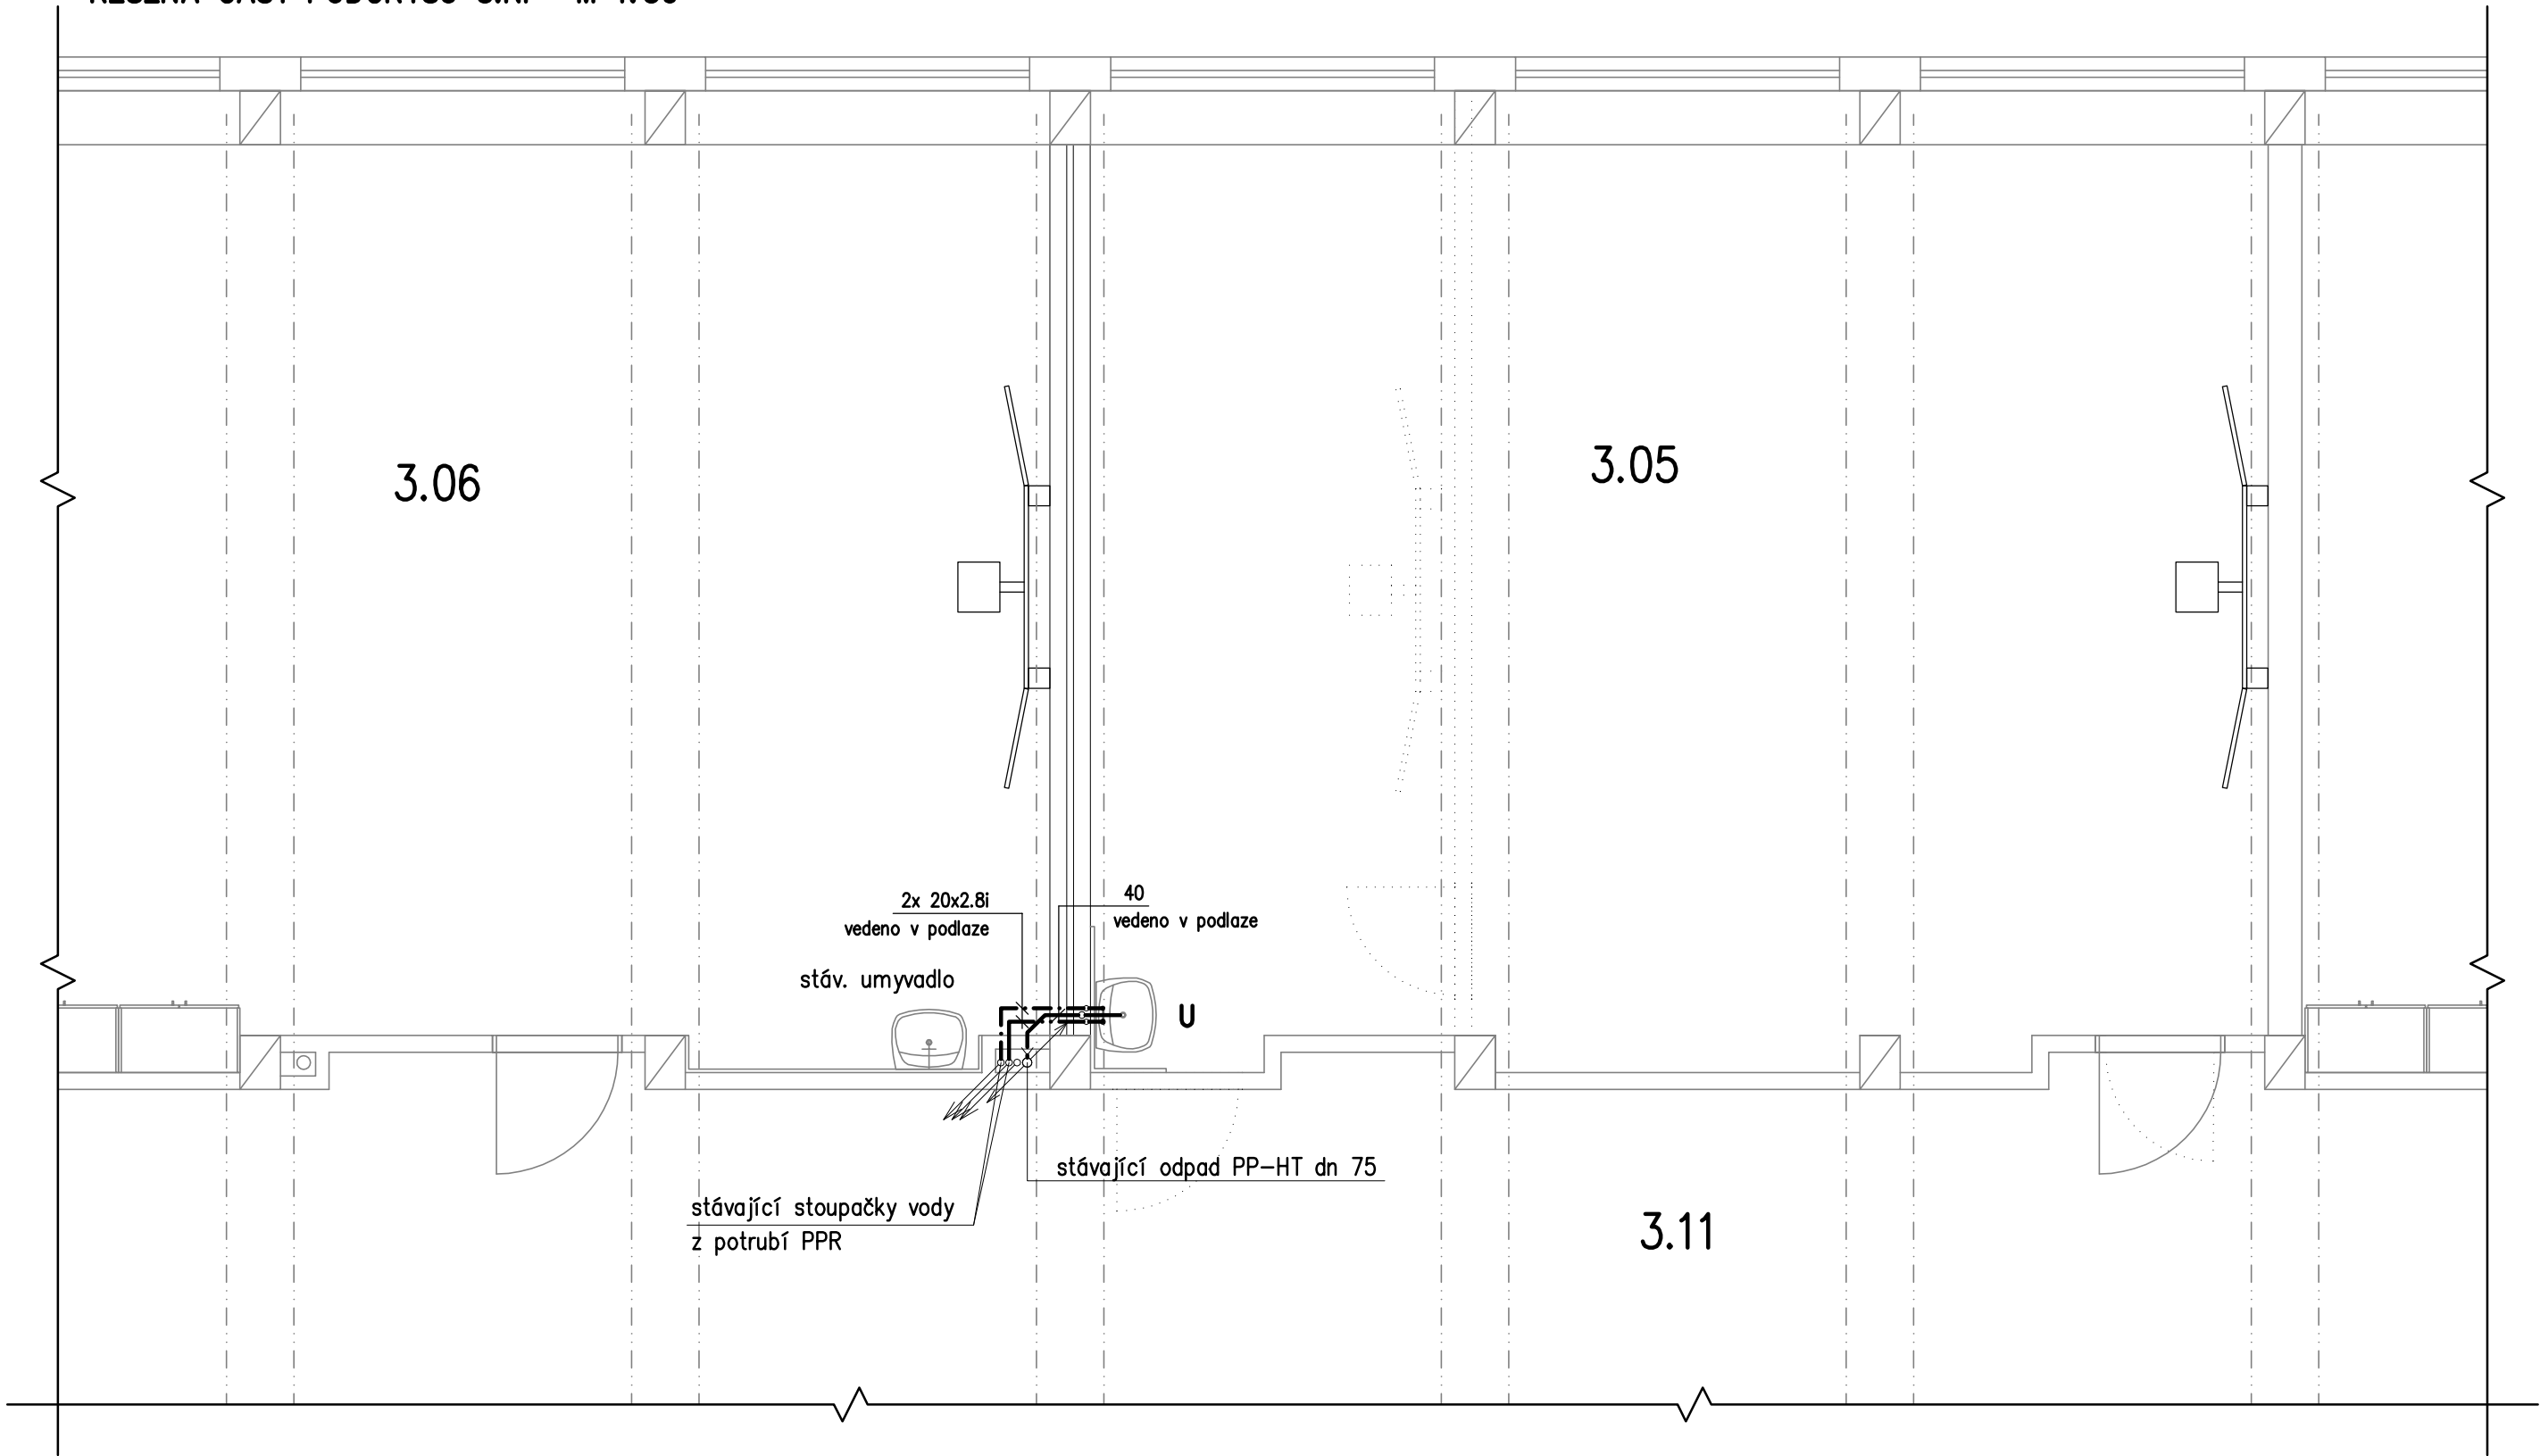 3.06
3.05
2x 20x2.8i
vedeno v podlaze
40
vedeno v podlaze
stáv. umyvadlo
U
stávající odpad PP-HT dn 75
stávající stoupačky vody
z potrubí PPR
3.11